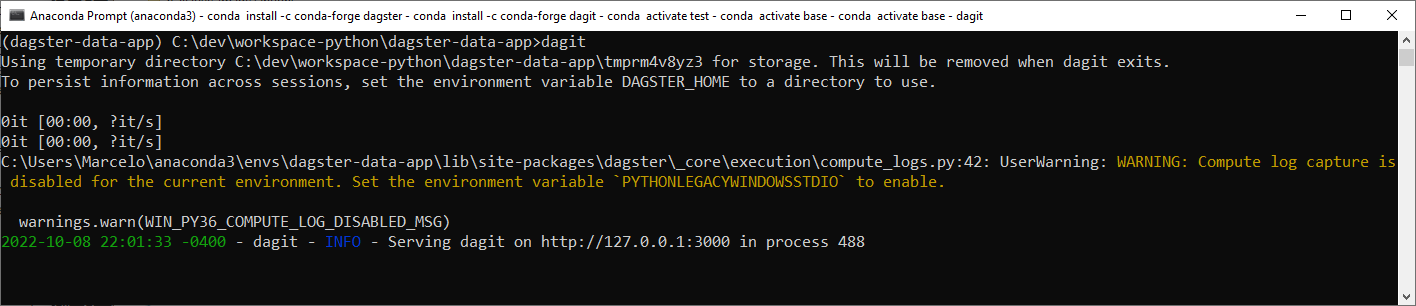 Anaconda Prompt (anaconda3) - conda  install -c conda-forge dagster - conda  install -c conda-forge dagit - conda  activate test - conda  activate base - conda  activate base - dagit
(dagster-data-app) C:\dev\workspace-python\dagster-data-app>dagit
Using temporary directory C:\dev\workspace-python\dagster-data-app\tmprm4v8yz3 for storage. This will be removed when dagit exits.
To persist information across sessions, set the environment variable DAGSTER_HOME to a directory to use.
0it [00:00, ?it/s]
0it [00:00, ?it/s]
C:\Users\Marcelo\anaconda3\envs\dagster-data-app\lib\site-packages\dagster\_core\execution\compute_logs.py:42: UserWarning: WARNING: Compute log capture is
 disabled for the current environment. Set the environment variable `PYTHONLEGACYWINDOWSSTDIO` to enable.
  warnings.warn(WIN_PY36_COMPUTE_LOG_DISABLED_MSG)
2022-10-08 22:01:33 -0400 - dagit - INFO - Serving dagit on http://127.0.0.1:3000 in process 488